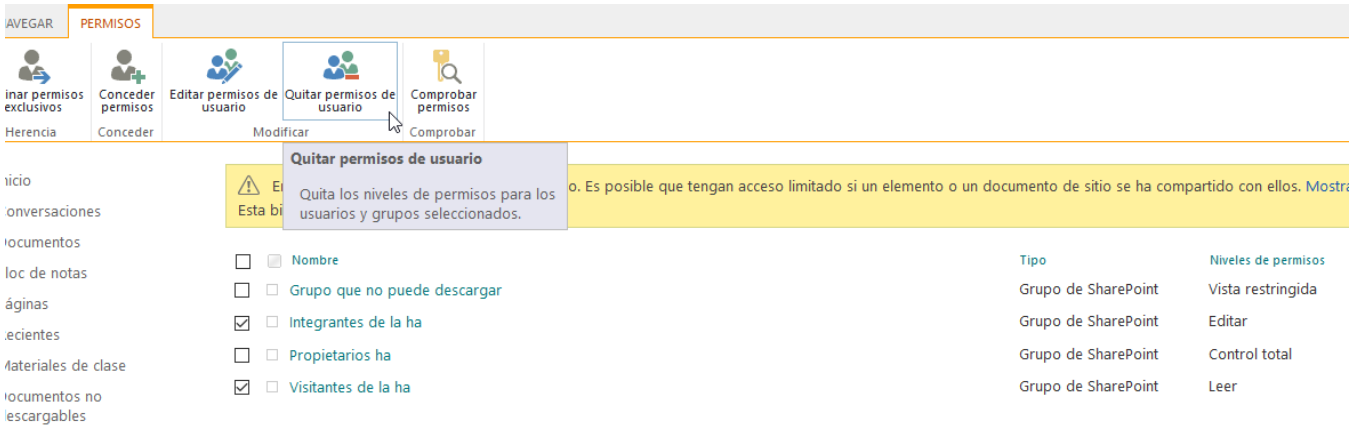 AVEGAR PERMISOS
inar permisos Conceder Editar permisos de Quitar permisos de Comprobar
exclusivos permisos usuario usuario permisos
Herencia Conceder Modificar Comprobar
Quitar permisos de usuario
Quita los niveles de permisos para los
usuarios y grupos seleccionados.
nicio
onversaciones
ocumentos
loc de notas
áginas
ecientes
Materiales de clase
ocumentos no
escargables
En o. Es posible que tengan acceso limitado si un elemento o un documento de sitio se ha compartido con ellos. Mostra
Esta bi
Nombre Tipo Niveles de permisos
Grupo que no puede descargar Grupo de SharePoint Vista restringida
Integrantes de la ha Grupo de SharePoint Editar
Propietarios ha Grupo de SharePoint Control total
Visitantes de la ha Grupo de SharePoint Leer